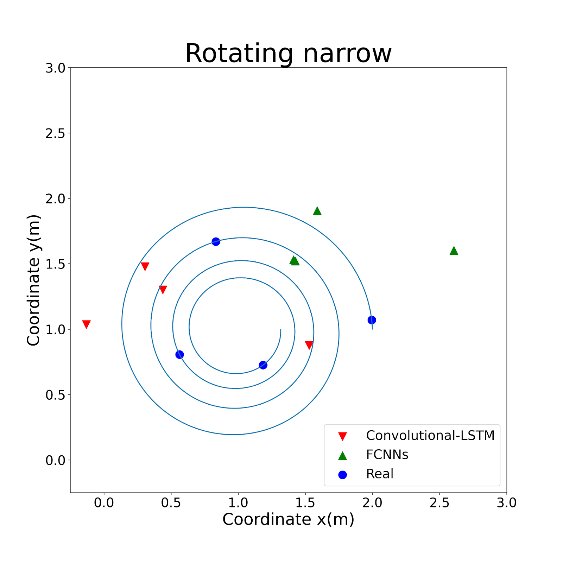 Rotating narrow
3.0
2.5
2.0
1.5
1.0
0.5
0.0
Coordinate y(m)
Convolutional-LSTM
FCNNs
Real
0.0 0.5 1.0 1.5 2.0 2.5 3.0
Coordinate x(m)